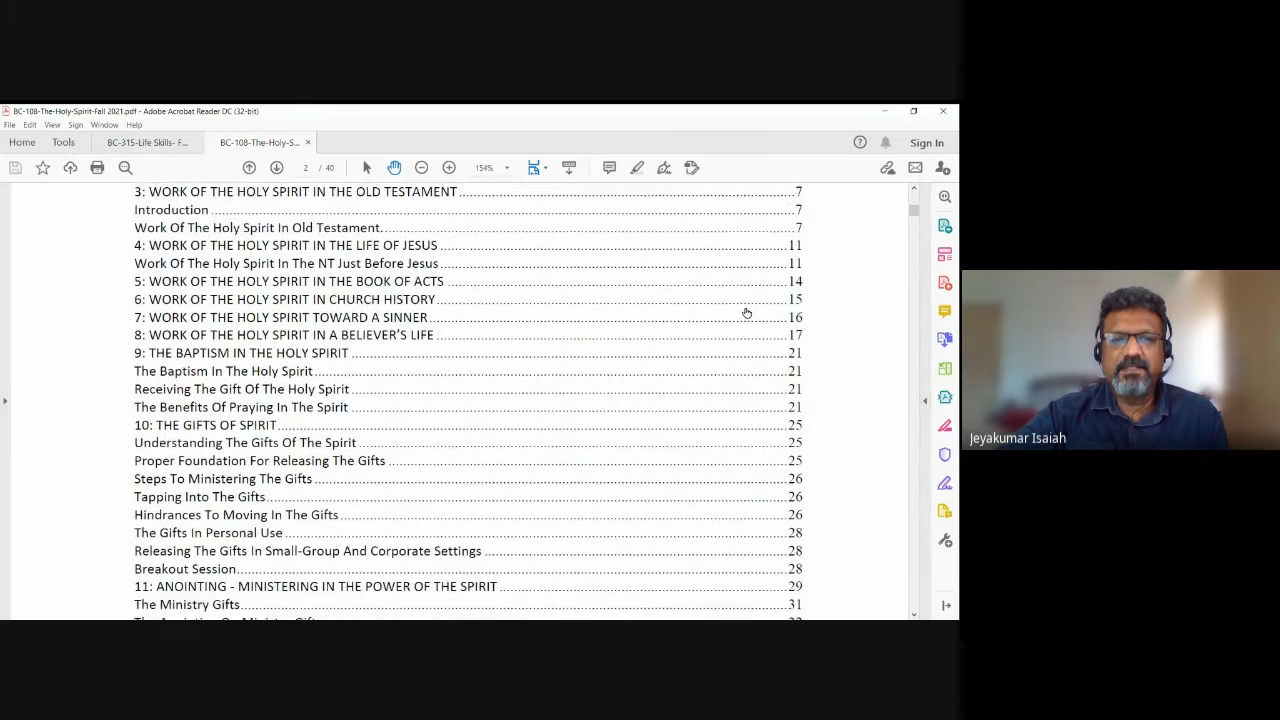 BC-108-The-Holy-Spirit-Fall 2021.pdf - Adobe Acrobat Reader DC (32-bit)
File Edit View Sign Window Help
Home Tools BC-315-Life Skills- F... BC-108-The-Holy-S... × Sign In
2 / 40 154%
3: WORK OF THE HOLY SPIRIT IN THE OLD TESTAMENT 7
Introduction 7
Work Of The Holy Spirit In Old Testament. 7
4: WORK OF THE HOLY SPIRIT IN THE LIFE OF JESUS 11
Work Of The Holy Spirit In The NT Just Before Jesus 11
5: WORK OF THE HOLY SPIRIT IN THE BOOK OF ACTS 14
6: WORK OF THE HOLY SPIRIT IN CHURCH HISTORY 15
7: WORK OF THE HOLY SPIRIT TOWARD A SINNER 16
8: WORK OF THE HOLY SPIRIT IN A BELIEVER'S LIFE 17
9: THE BAPTISM IN THE HOLY SPIRIT 21
The Baptism In The Holy Spirit 21
Receiving The Gift Of The Holy Spirit 21
The Benefits Of Praying In The Spirit 21
10: THE GIFTS OF SPIRIT 25
Understanding The Gifts Of The Spirit 25
Proper Foundation For Releasing The Gifts 25
Steps To Ministering The Gifts 26
Tapping Into The Gifts 26
Hindrances To Moving In The Gifts 26
The Gifts In Personal Use 28
Releasing The Gifts In Small-Group And Corporate Settings 28
Breakout Session 28
11: ANOINTING - MINISTERING IN THE POWER OF THE SPIRIT 29
The Ministry Gifts 31
Jeyakumar Isaiah